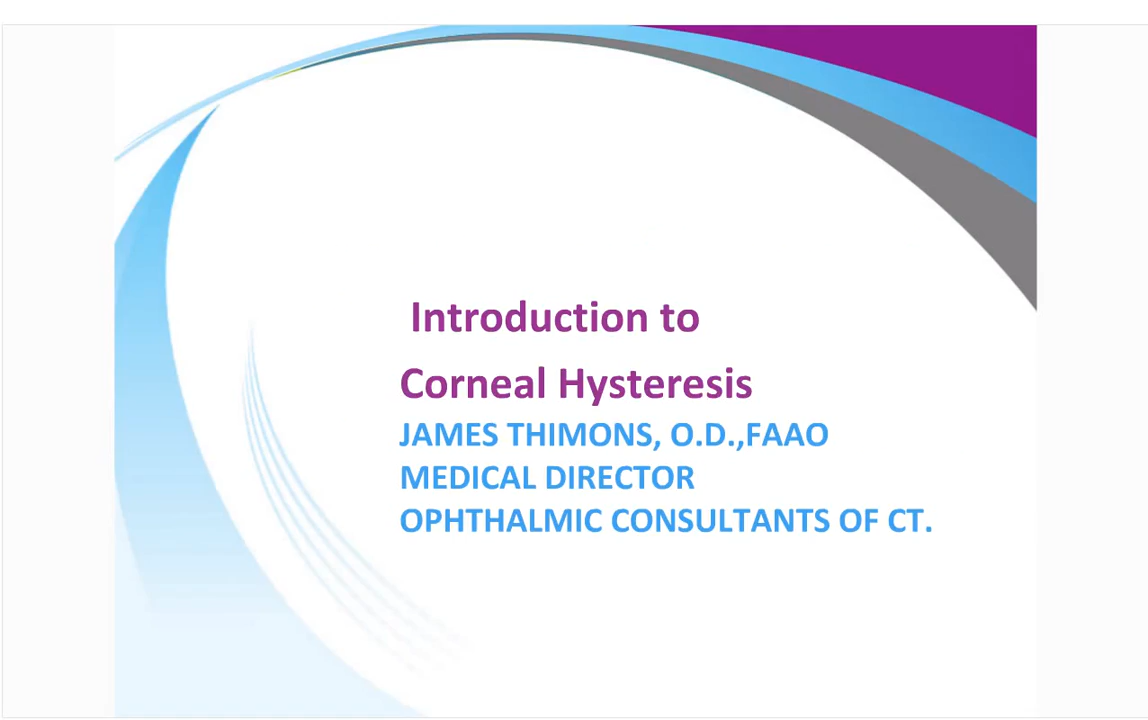 Introduction to
Corneal Hysteresis
JAMES THIMONS, O.D.,FAAO
MEDICAL DIRECTOR
OPHTHALMIC CONSULTANTS OF CT.